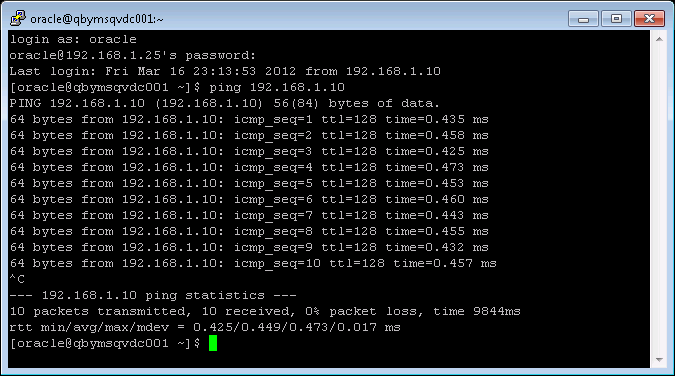 oracle@qbymsqvdc001:~
login as: oracle
oracle@192.168.1.25's password:
Last login: Fri Mar 16 23:13:53 2012 from 192.168.1.10
[oracle@qbymsqvdc001 ~]$ ping 192.168.1.10
PING 192.168.1.10 (192.168.1.10) 56(84) bytes of data.
64 bytes from 192.168.1.10: icmp_seq=1 ttl=128 time=0.435 ms
64 bytes from 192.168.1.10: icmp_seq=2 ttl=128 time=0.458 ms
64 bytes from 192.168.1.10: icmp_seq=3 ttl=128 time=0.425 ms
64 bytes from 192.168.1.10: icmp_seq=4 ttl=128 time=0.473 ms
64 bytes from 192.168.1.10: icmp_seq=5 ttl=128 time=0.453 ms
64 bytes from 192.168.1.10: icmp_seq=6 ttl=128 time=0.460 ms
64 bytes from 192.168.1.10: icmp_seq=7 ttl=128 time=0.443 ms
64 bytes from 192.168.1.10: icmp_seq=8 ttl=128 time=0.455 ms
64 bytes from 192.168.1.10: icmp_seq=9 ttl=128 time=0.432 ms
64 bytes from 192.168.1.10: icmp_seq=10 ttl=128 time=0.457 ms
^C
--- 192.168.1.10 ping statistics ---
10 packets transmitted, 10 received, 0% packet loss, time 9844ms
rtt min/avg/max/mdev = 0.425/0.449/0.473/0.017 ms
[oracle@qbymsqvdc001 ~]$